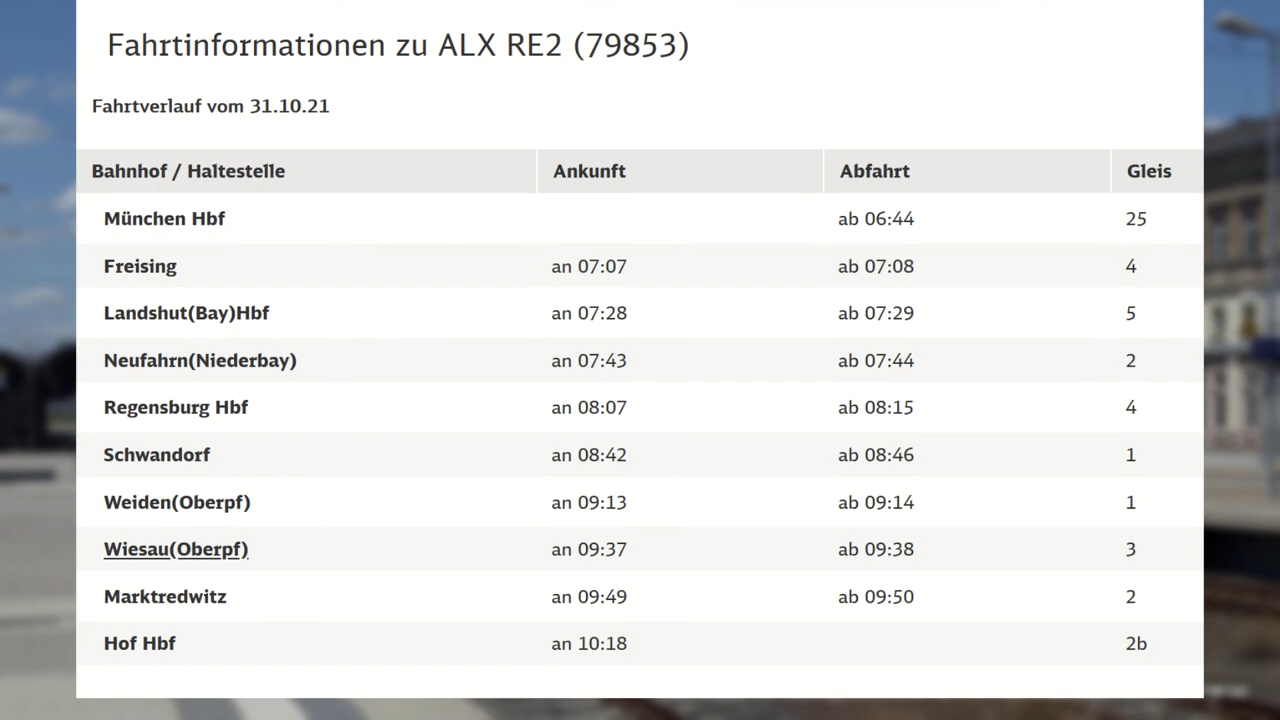 Fahrtinformationen zu ALX RE2 (79853)
Fahrtverlauf vom 31.10.21
Bahnhof / Haltestelle Ankunft Abfahrt Gleis
München Hbf ab 06:44 25
Freising an 07:07 ab 07:08 4
Landshut(Bay)Hbf an 07:28 ab 07:29 5
Neufahrn(Niederbay) an 07:43 ab 07:44 2
Regensburg Hbf an 08:07 ab 08:15 4
Schwandorf an 08:42 ab 08:46 1
Weiden(Oberpf) an 09:13 ab 09:14 1
Wiesau(Oberpf) an 09:37 ab 09:38 3
Marktredwitz an 09:49 ab 09:50 2
Hof Hbf an 10:18 2b